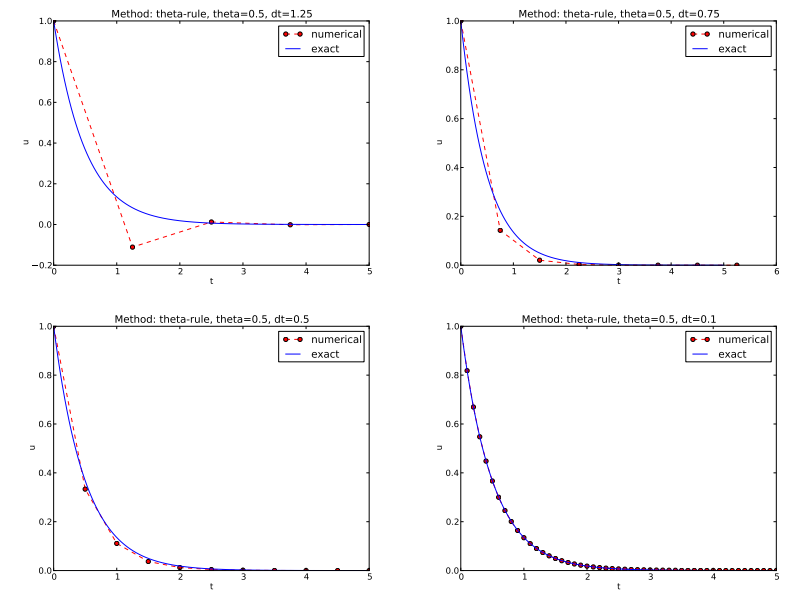 Method: theta-rule, theta=0.5, dt=1.25
1.0
0.8
0.6
0.4
0.2
0.0
−0.2
u
0 1 2 3 4 5
t
numerical
exact
Method: theta-rule, theta=0.5, dt=0.75
1.0
0.8
0.6
0.4
0.2
0.0
u
0 1 2 3 4 5 6
t
numerical
exact
Method: theta-rule, theta=0.5, dt=0.5
1.0
0.8
0.6
0.4
0.2
0.0
u
0 1 2 3 4 5
t
numerical
exact
Method: theta-rule, theta=0.5, dt=0.1
1.0
0.8
0.6
0.4
0.2
0.0
u
0 1 2 3 4 5
t
numerical
exact